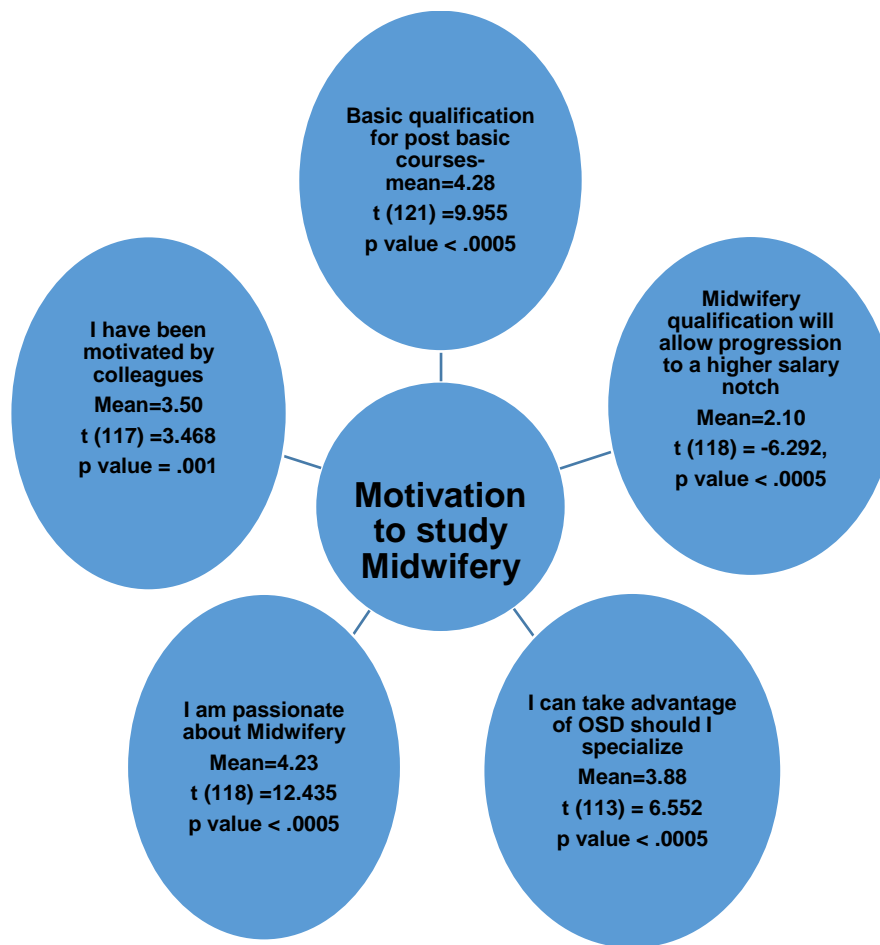 Basic qualification
for post basic
courses-
mean=4.28
t (121) =9.955
p value < .0005
Midwifery
qualification will
allow progression
to a higher salary
notch
Mean=2.10
t (118) = -6.292,
p value < .0005
I can take advantage
of OSD should I
specialize
Mean=3.88
t (113) = 6.552
p value < .0005
I am passionate
about Midwifery
Mean=4.23
t (118) =12.435
p value < .0005
I have been
motivated by
colleagues
Mean=3.50
t (117) =3.468
p value = .001
Motivation
to study
Midwifery